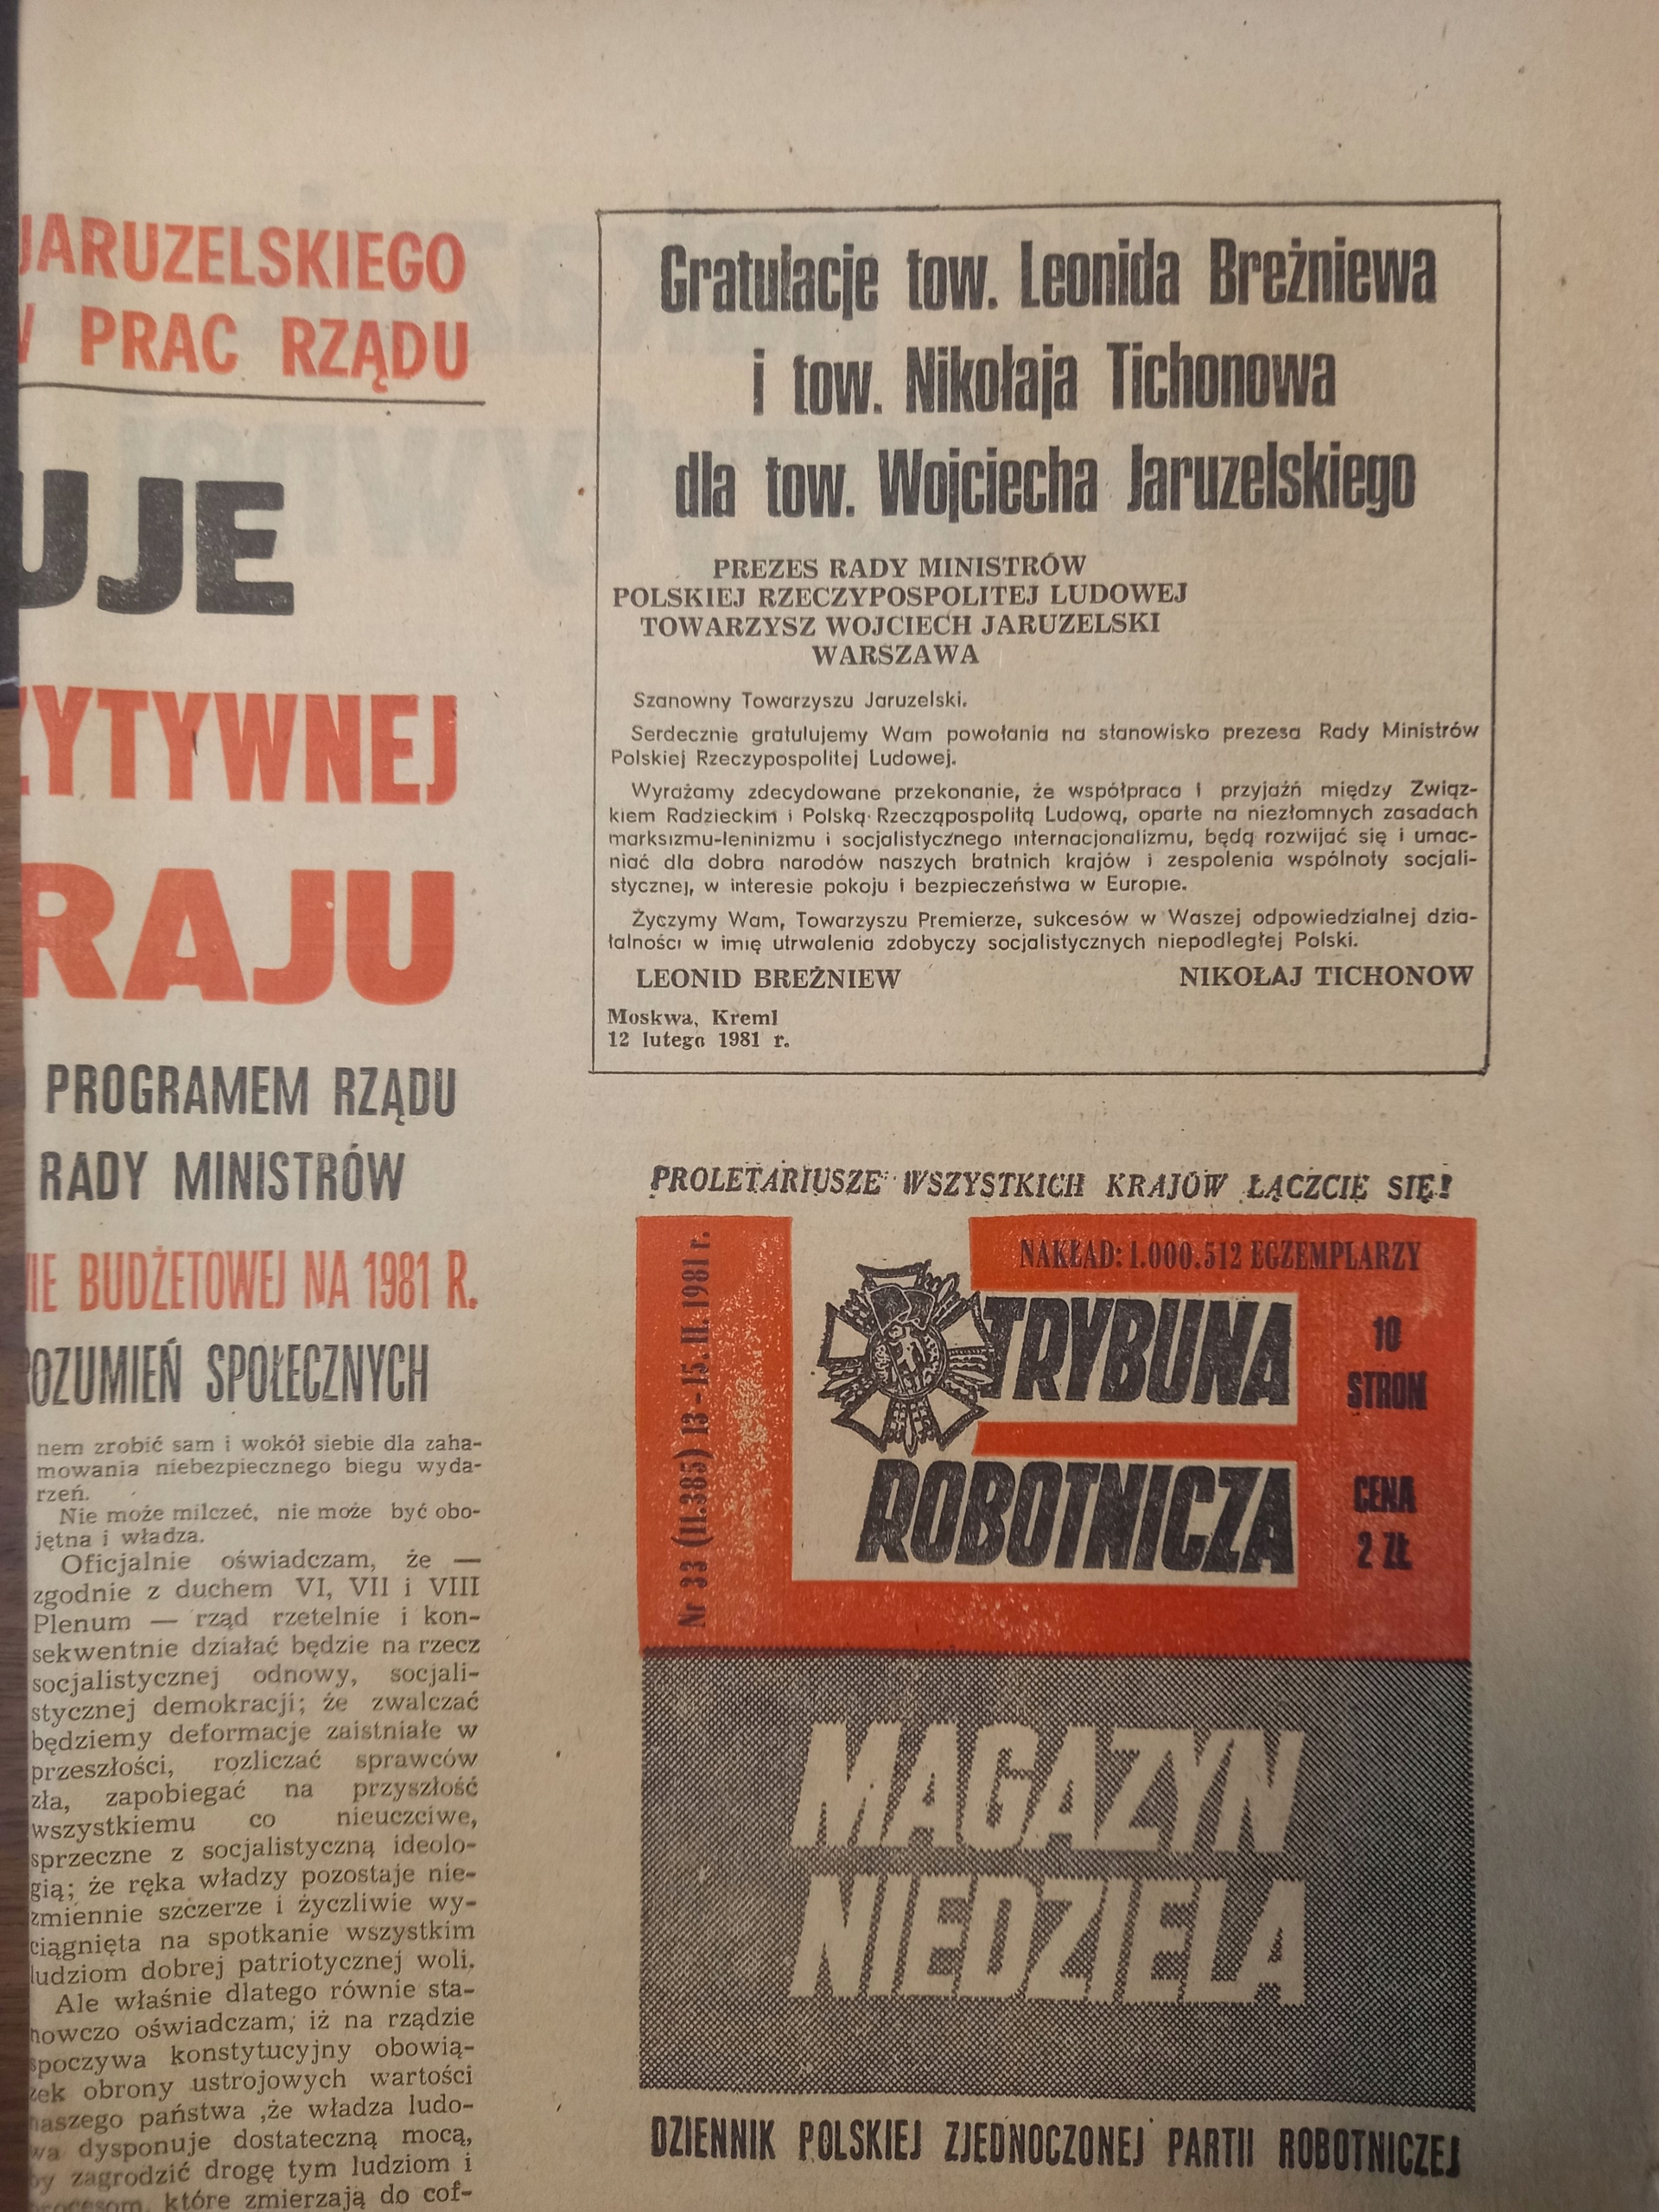 JARUZELSKIEGO
PRAC RZĄDU
UJE
YTYWNEJ
RAJU
PROGRAMEM RZĄDU
RADY MINISTRÓW
IE BUDŻETOWEJ NA 1981 R.
OZUMIEŃ SPOŁECZNYCH
nem zrobić sam i wokół siebie dla zaha-
mowania niebezpiecznego biegu wyda-
rzeń.
Nie może milczeć, nie może być obo-
jętna i władza.
Oficjalnie oświadczam, że —
zgodnie z duchem VI, VII i VIII
Plenum — rząd rzetelnie i kon-
sekwentnie działać będzie na rzecz
socjalistycznej odnowy, socjali-
stycznej demokracji; że zwalczać
będziemy deformacje zaistniałe w
przeszłości, rozliczać sprawców
zła, zapobiegać na przyszłość
wszystkiemu co nieuczciwe,
sprzeczne z socjalistyczną ideolo-
gią; że ręka władzy pozostaje nie-
zmiennie szczerze i życzliwie wy-
ciągnięta na spotkanie wszystkim
ludziom dobrej patriotycznej woli.
Ale właśnie dlatego równie sta-
nowczo oświadczam, iż na rządzie
spoczywa konstytucyjny obowią-
zek obrony ustrojowych wartości
naszego państwa ,że władza ludo-
wa dysponuje dostateczną mocą,
by zagrodzić drogę tym ludziom i
procesom, które zmierzają do cof-
Gratulacje tow. Leonida Breżniewa
i tow. Nikołaja Tichonowa
dla tow. Wojciecha Jaruzelskiego
PREZES RADY MINISTRÓW
POLSKIEJ RZECZYPOSPOLITEJ LUDOWEJ
TOWARZYSZ WOJCIECH JARUZELSKI
WARSZAWA
Szanowny Towarzyszu Jaruzelski.
Serdecznie gratulujemy Wam powołania na stanowisko prezesa Rady Ministrów
Polskiej Rzeczypospolitej Ludowej.
Wyrażamy zdecydowane przekonanie, że współpraca i przyjaźń między Związ-
kiem Radzieckim i Polską Rzecząpospolitą Ludową, oparte na niezłomnych zasadach
marksizmu-leninizmu i socjalistycznego internacjonalizmu, będą rozwijać się i umac-
niać dla dobra narodów naszych bratnich krajów i zespolenia wspólnoty socjali-
stycznej, w interesie pokoju i bezpieczeństwa w Europie.
Życzymy Wam, Towarzyszu Premierze, sukcesów w Waszej odpowiedzialnej dzia-
łalności w imię utrwalenia zdobyczy socjalistycznych niepodległej Polski.
LEONID BREŻNIEW NIKOŁAJ TICHONOW
Moskwa, Kreml
12 lutego 1981 r.
PROLETARIUSZE WSZYSTKICH KRAJÓW ŁĄCZCIE SIĘ!
Nr 33 (11.385) 13-15. II. 1981 r.
NAKŁAD: 1.000.512 EGZEMPLARZY
TRYBUNA
ROBOTNICZA
10
STRON
CENA
2 ZŁ
MAGAZYN
NIEDZIELA
DZIENNIK POLSKIEJ ZJEDNOCZONEJ PARTII ROBOTNICZEJ